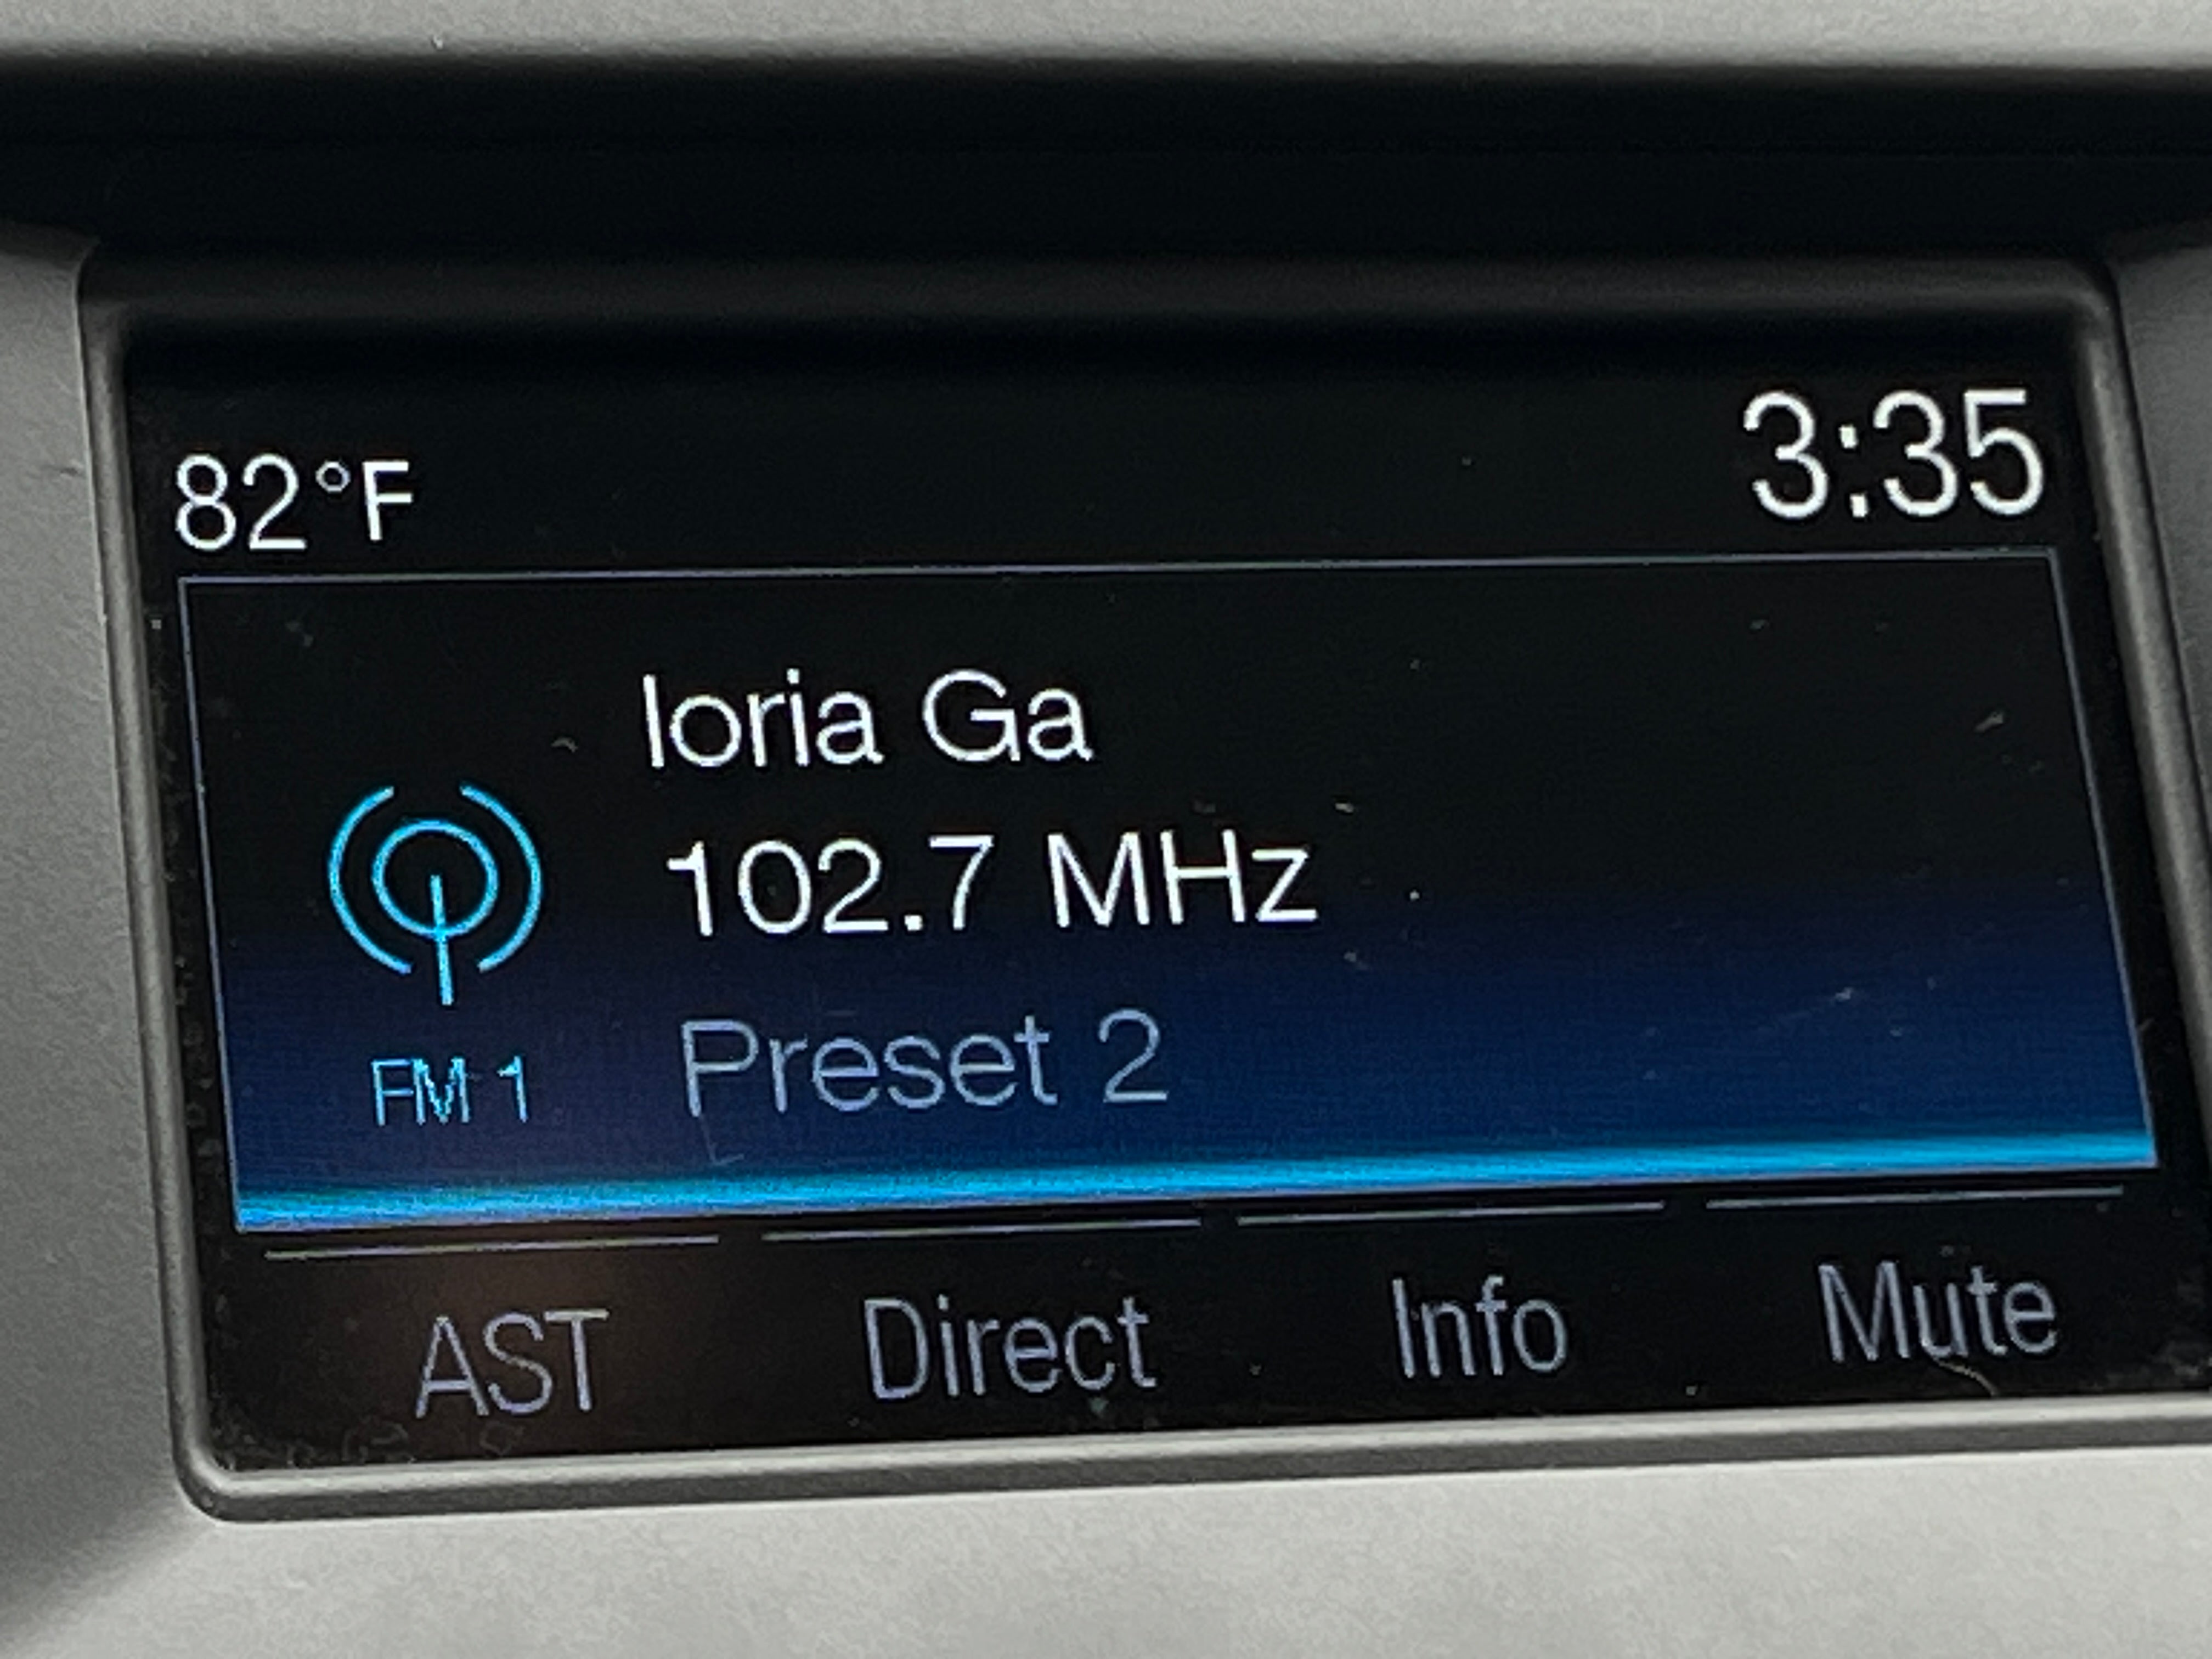 82°F
3:35
loria Ga
102.7 MHz
Preset 2
FM 1
AST
Direct
Info
Mute